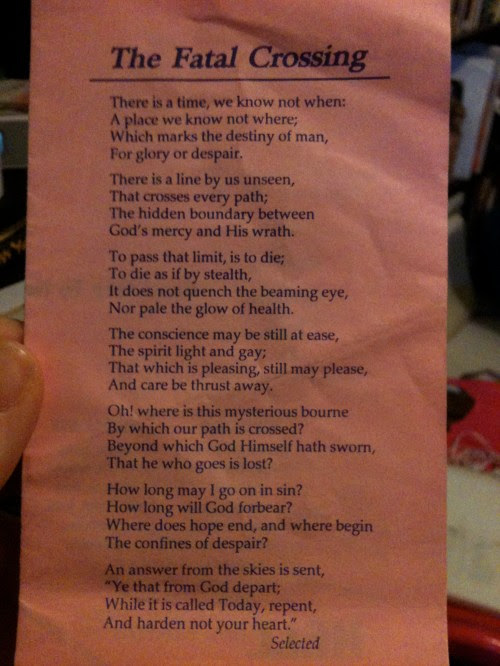 The Fatal Crossing
There is a time, we know not when:
A place we know not where;
Which marks the destiny of man,
For glory or despair.
There is a line by us unseen,
That crosses every path;
The hidden boundary between
God's mercy and His wrath.
To pass that limit, is to die;
To die as if by stealth,
It does not quench the beaming eye,
Nor pale the glow of health.
The conscience may be still at ease,
The spirit light and gay;
That which is pleasing, still may please,
And care be thrust away.
Oh! where is this mysterious bourne
By which our path is crossed?
Beyond which God Himself hath sworn,
That he who goes is lost?
How long may I go on in sin?
How long will God forbear?
Where does hope end, and where begin
The confines of despair?
An answer from the skies is sent,
"Ye that from God depart;
While it is called Today, repent,
And harden not your heart."
Selected